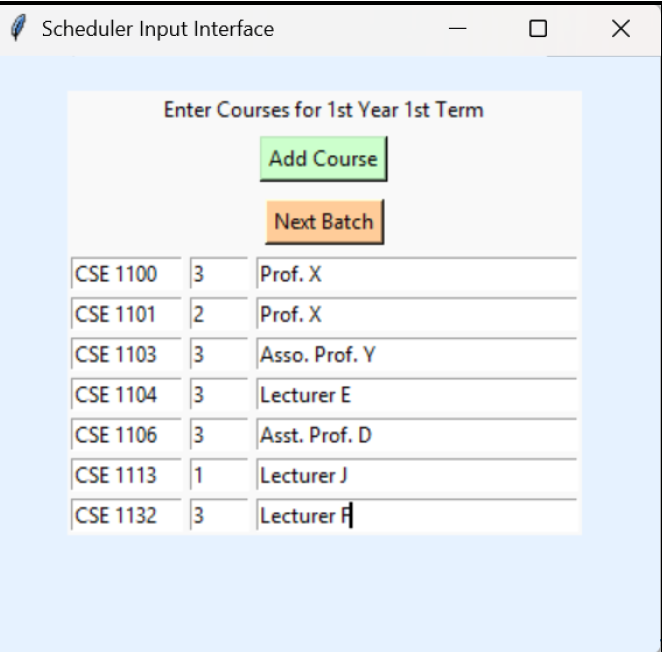 Scheduler Input Interface
Enter Courses for 1st Year 1st Term
Add Course
Next Batch
CSE 1100 3 Prof. X
CSE 1101 2 Prof. X
CSE 1103 3 Asso. Prof. Y
CSE 1104 3 Lecturer E
CSE 1106 3 Asst. Prof. D
CSE 1113 1 Lecturer J
CSE 1132 3 Lecturer F